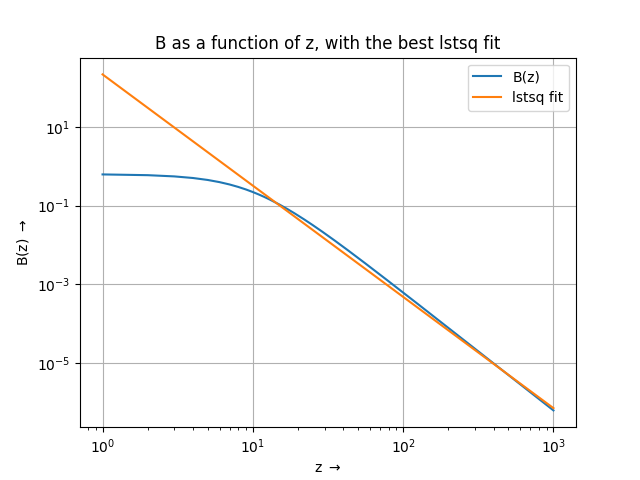 B as a function of z, with the best lstsq fit
B(z)
lstsq fit
10¹
10⁻¹
10⁻³
10⁻⁵
B(z) →
10⁰ 10¹ 10² 10³
z →